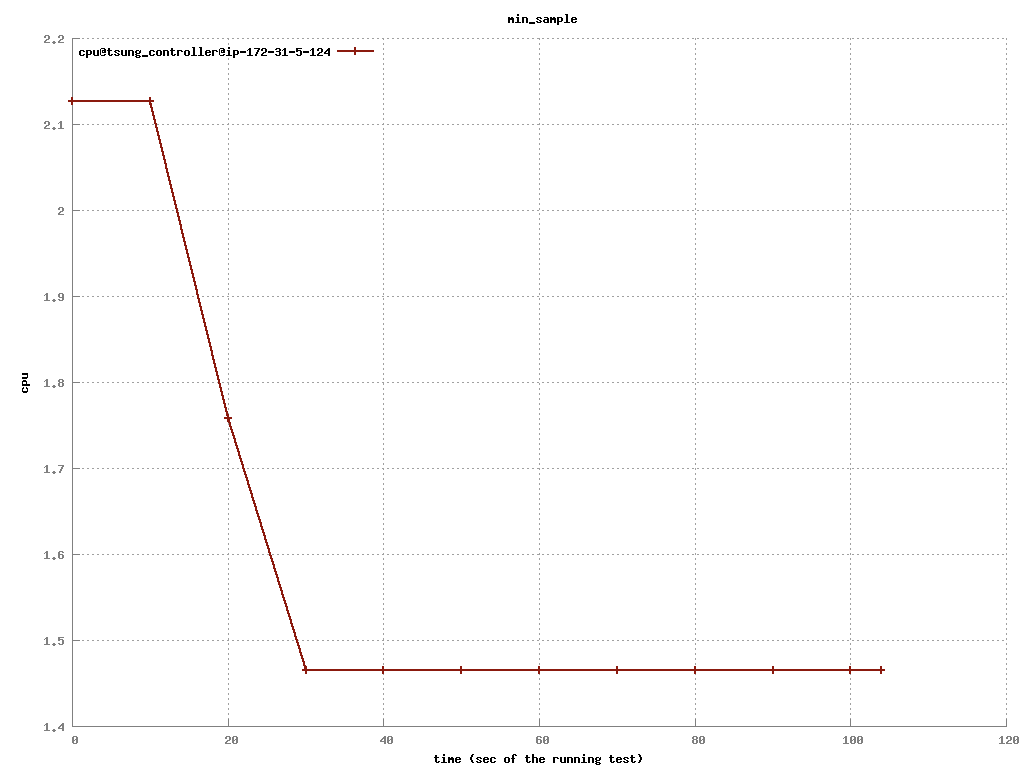 min_sample
cpu@tsung_controller@ip-172-31-5-124
2.2
2.1
2
1.9
1.8
1.7
1.6
1.5
1.4
cpu
0 20 40 60 80 100 120
time (sec of the running test)